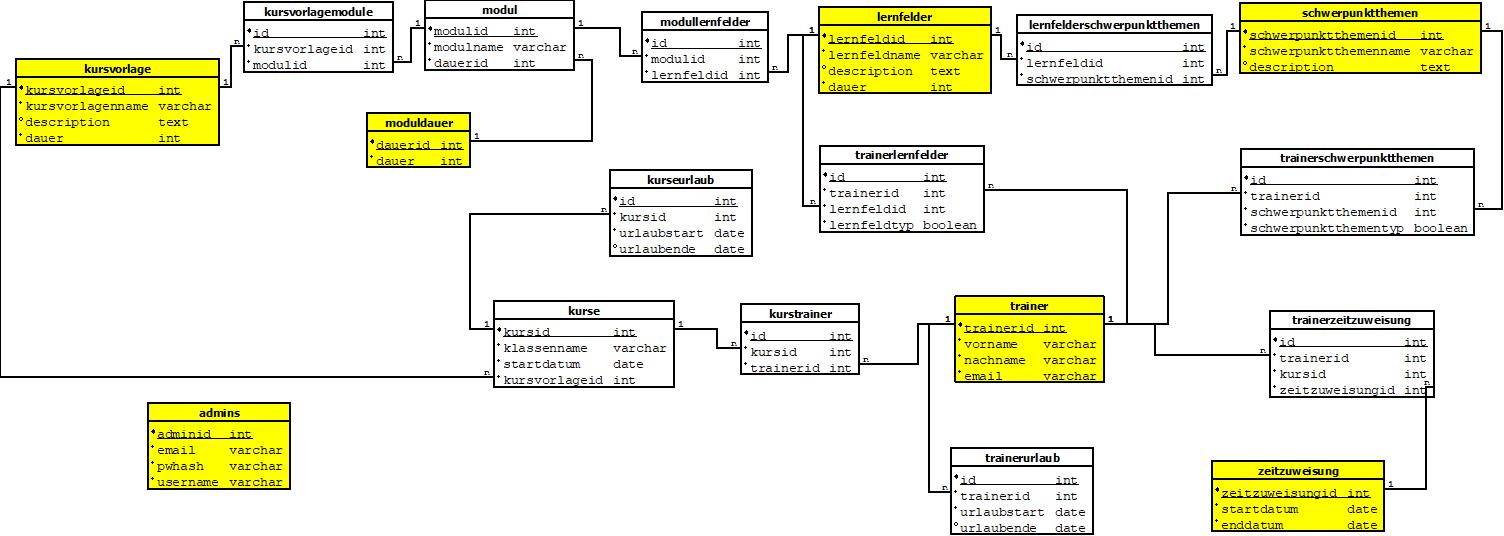 kursvorlagemodule
id int
kursvorlageid int
modulid int
modul
modulid int
modulname varchar
dauerid int
modullernfelder
id int
modulid int
lernfeldid int
lernfelder
lernfeldid int
lernfeldname varchar
description text
dauer int
lernfelderschwerpunktthemen
id int
lernfeldid int
schwerpunktthemenid int
schwerpunktthemen
schwerpunktthemenid int
schwerpunktthemenname varchar
description text
kursvorlage
kursvorlageid int
kursvorlagenname varchar
description text
dauer int
moduldauer
dauerid int
dauer int
kurseurlaub
id int
kursid int
urlaubstart date
urlaubende date
trainerlernfelder
id int
trainerid int
lernfeldid int
lernfeldtyp boolean
trainerschwerpunktthemen
id int
trainerid int
schwerpunktthemenid int
schwerpunktthementyp boolean
kurse
kursid int
klassenname varchar
startdatum date
kursvorlageid int
kurstrainer
id int
kursid int
trainerid int
trainer
trainerid int
vorname varchar
nachname varchar
email varchar
trainerzeitzuweisung
id int
trainerid int
kursid int
zeitzuweisungid int
admins
adminid int
email varchar
pwhash varchar
username varchar
trainerurlaub
id int
trainerid int
urlaubstart date
urlaubende date
zeitzuweisung
zeitzuweisungid int
startdatum date
enddatum date
1
n
n
1
1
n
n
1
1
n
n
1
1
n
n
1
n
1
n
n
n
1
1
n
n
1
1
n
n
n
1
n
1
n